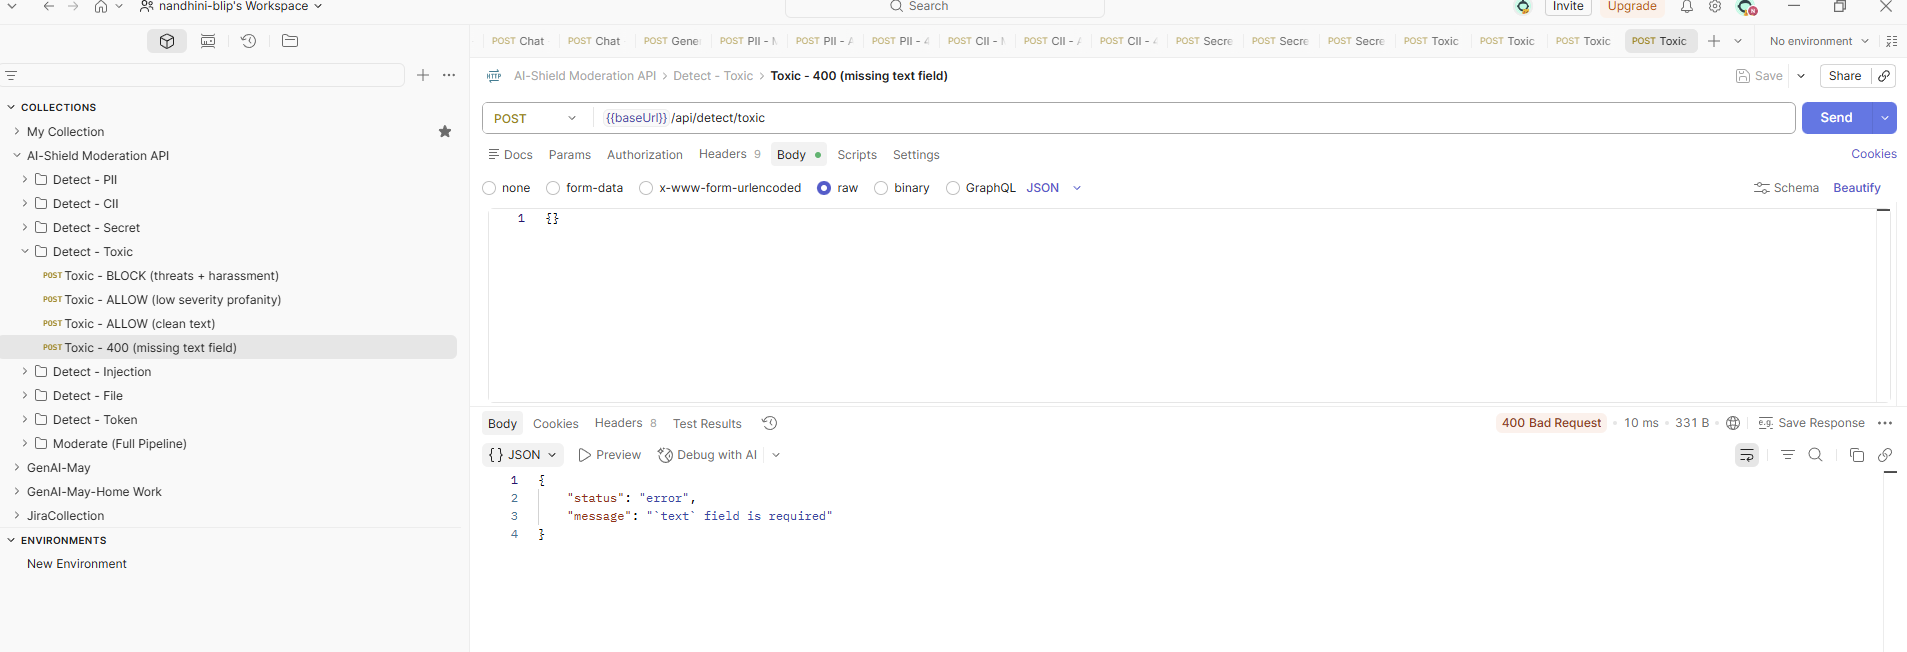 nandhini-blip's Workspace
Search
Invite
Upgrade
POST Chat
POST Chat
POST Gene
POST PII -
POST PII -
POST PII -
POST CII -
POST CII -
POST CII -
POST Secre
POST Secre
POST Secre
POST Toxic
POST Toxic
POST Toxic
POST Toxic
No environment
COLLECTIONS
My Collection
AI-Shield Moderation API
Detect - PII
Detect - CII
Detect - Secret
Detect - Toxic
POST Toxic - BLOCK (threats + harassment)
POST Toxic - ALLOW (low severity profanity)
POST Toxic - ALLOW (clean text)
POST Toxic - 400 (missing text field)
Detect - Injection
Detect - File
Detect - Token
Moderate (Full Pipeline)
GenAI-May
GenAI-May-Home Work
JiraCollection
ENVIRONMENTS
New Environment
HTTP AI-Shield Moderation API > Detect - Toxic > Toxic - 400 (missing text field)
Save
Share
POST {{baseUrl}} /api/detect/toxic
Send
Docs Params Authorization Headers 9 Body Scripts Settings
Cookies
none form-data x-www-form-urlencoded raw binary GraphQL JSON
Schema Beautify
1 {}
Body Cookies Headers 8 Test Results
400 Bad Request • 10 ms • 331 B
e.g. Save Response
{} JSON Preview Debug with AI
1 {
2 "status": "error",
3 "message": "`text` field is required"
4 }